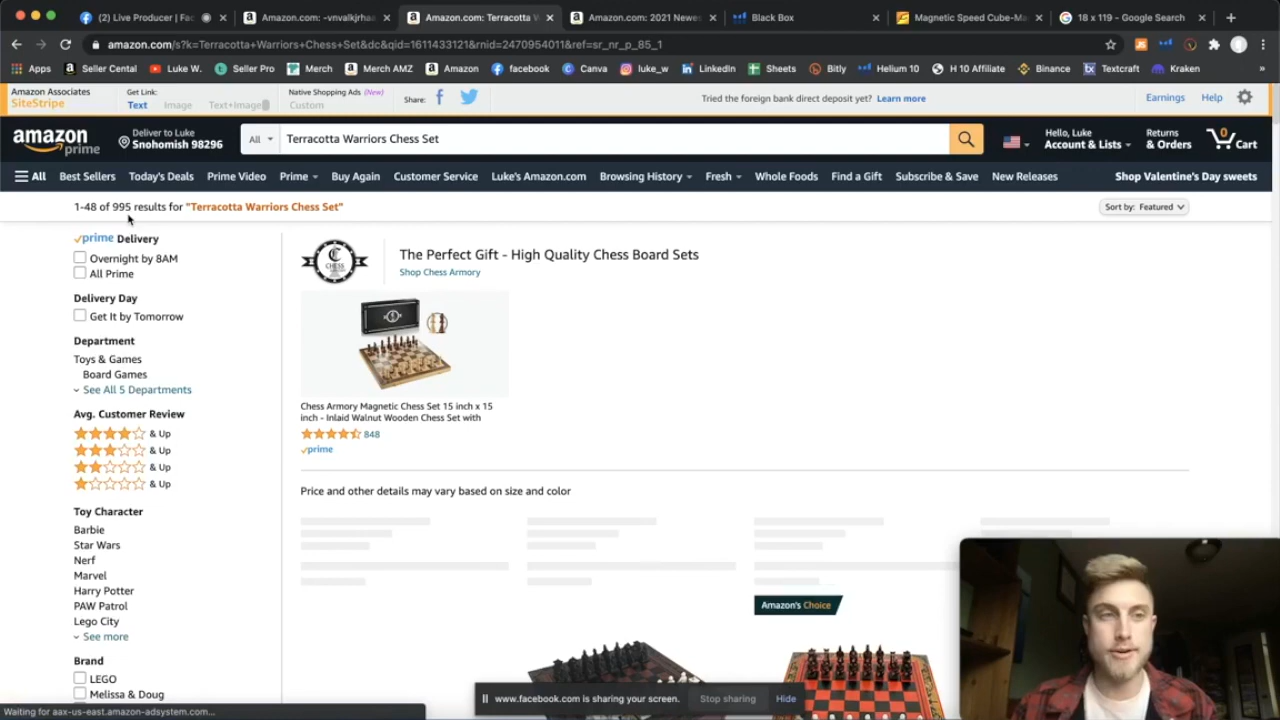 (2) Live Producer | Fac
Amazon.com: -vnvalkjrhaa
Amazon.com: Terracotta W
Amazon.com: 2021 Newes
Black Box
Magnetic Speed Cube-Ma
18 x 119 - Google Search
amazon.com/s?k=Terracotta+Warriors+Chess+Set&dc&qid=1611433121&rnid=2470954011&ref=sr_nr_p_85_1
Apps
Seller Cental
Luke W.
Seller Pro
Merch
Merch AMZ
Amazon
facebook
Canva
luke_w
LinkedIn
Sheets
Bitly
Helium 10
H 10 Affiliate
Binance
Textcraft
Kraken
»
Amazon Associates
SiteStripe
Get Link:
Text
Image
Text+Image
Native Shopping Ads (New)
Custom
Share:
Tried the foreign bank direct deposit yet? Learn more
Earnings
Help
amazon
prime
Deliver to Luke
Snohomish 98296
All
Terracotta Warriors Chess Set
Hello, Luke
Account & Lists
Returns
& Orders
0
Cart
All
Best Sellers
Today's Deals
Prime Video
Prime
Buy Again
Customer Service
Luke's Amazon.com
Browsing History
Fresh
Whole Foods
Find a Gift
Subscribe & Save
New Releases
Shop Valentine's Day sweets
1-48 of 995 results for "Terracotta Warriors Chess Set"
Sort by: Featured
prime Delivery
Overnight by 8AM
All Prime
Delivery Day
Get It by Tomorrow
Department
Toys & Games
Board Games
See All 5 Departments
Avg. Customer Review
& Up
& Up
& Up
& Up
Toy Character
Barbie
Star Wars
Nerf
Marvel
Harry Potter
PAW Patrol
Lego City
See more
Brand
LEGO
Melissa & Doug
The Perfect Gift - High Quality Chess Board Sets
Shop Chess Armory
Chess Armory Magnetic Chess Set 15 inch x 15
inch - Inlaid Walnut Wooden Chess Set with
848
prime
Price and other details may vary based on size and color
Amazon's Choice
www.facebook.com is sharing your screen.
Stop sharing
Hide
Waiting for aax-us-east.amazon-adsystem.com...